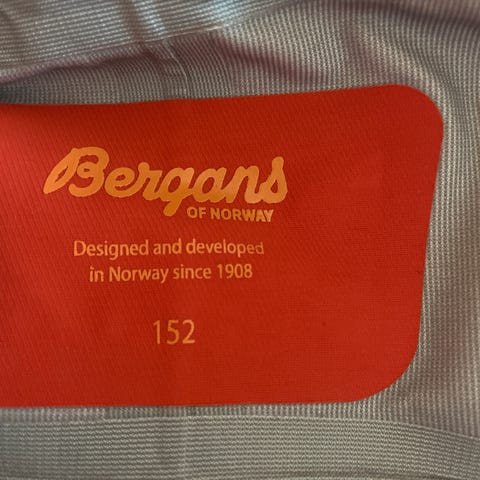 Bergans
OF NORWAY
Designed and developed
in Norway since 1908
152